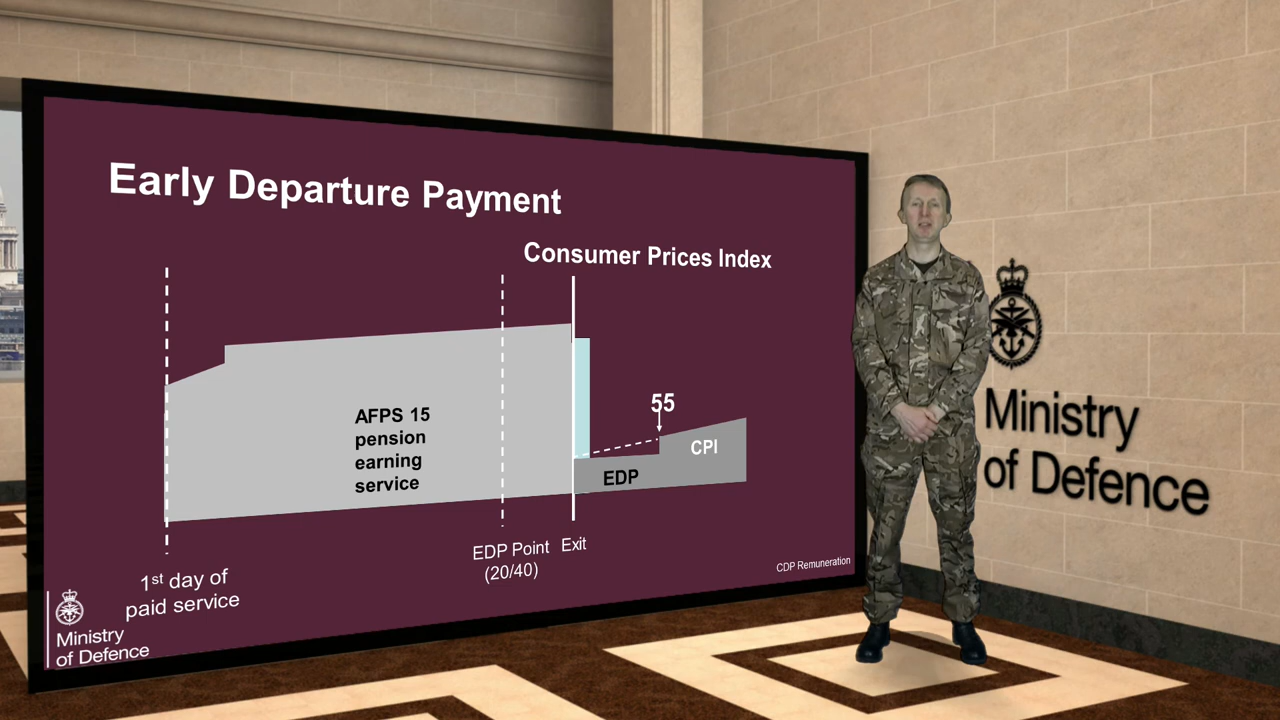 Early Departure Payment
Consumer Prices Index
55
AFPS 15
pension
earning
service
CPI
EDP
EDP Point
(20/40)
Exit
1st day of
paid service
CDP Remuneration
Ministry
of Defence
Ministry
of Defence